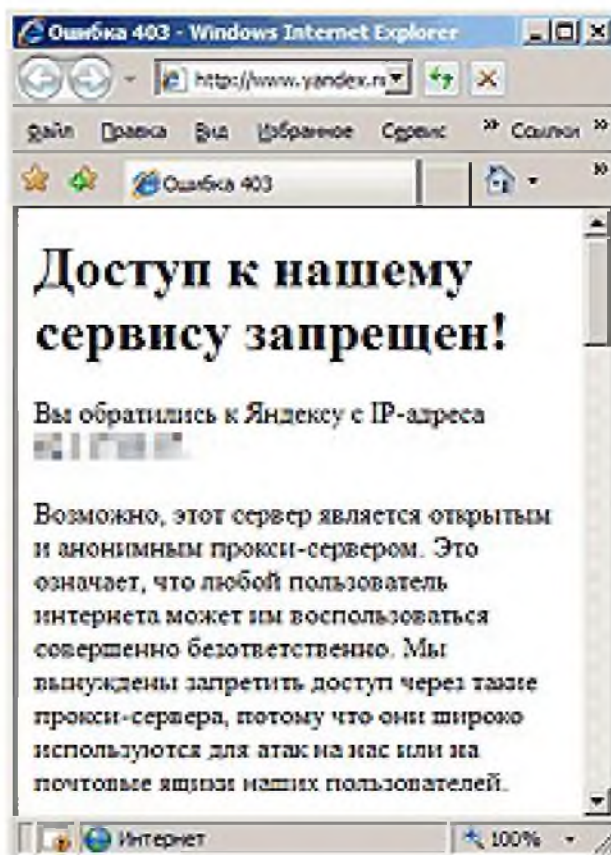 Ошибка 403 - Windows Internet Explorer
http://www.yandex.ru
Файл Правка Вид Избранное Сервис » Ссылки »
Ошибка 403 »
Доступ к нашему
сервису запрещен!
Вы обратились к Яндексу с IP-адреса
Возможно, этот сервер является открытым
и анонимным прокси-сервером. Это
означает, что любой пользователь
интернета может им воспользоваться
совершенно безответственно. Мы
вынуждены запретить доступ через такие
прокси-сервера, потому что они широко
используются для атак на нас или на
почтовые ящики наших пользователей.
Интернет 100%